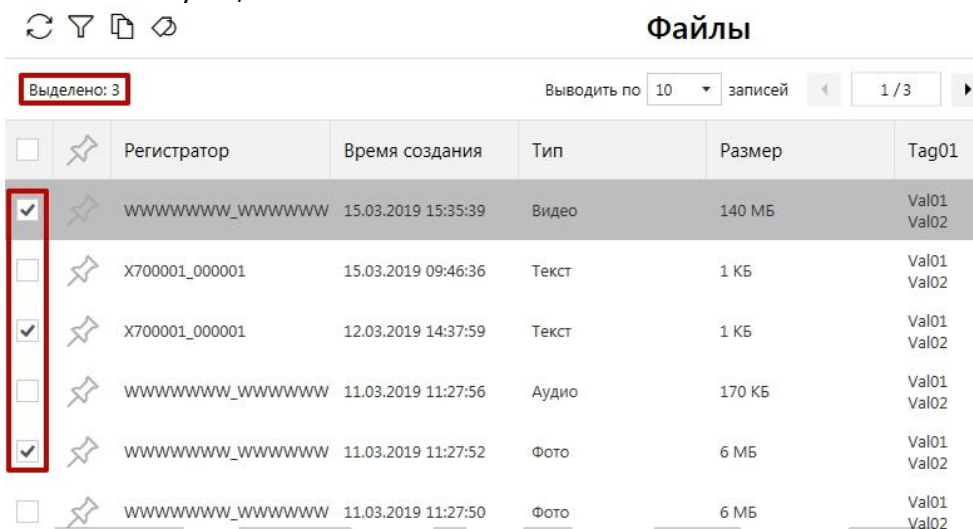 Файлы
Выделено: 3
Выводить по 10 записей 1 / 3
Регистратор Время создания Тип Размер Tag01
WWWWWWW_WWWWWW 15.03.2019 15:35:39 Видео 140 МБ Val01
Val02
X700001_000001 15.03.2019 09:46:36 Текст 1 КБ Val01
Val02
X700001_000001 12.03.2019 14:37:59 Текст 1 КБ Val01
Val02
WWWWWWW_WWWWWW 11.03.2019 11:27:56 Аудио 170 КБ Val01
Val02
WWWWWWW_WWWWWW 11.03.2019 11:27:52 Фото 6 МБ Val01
Val02
WWWWWWW_WWWWWW 11.03.2019 11:27:50 Фото 6 МБ Val01
Val02